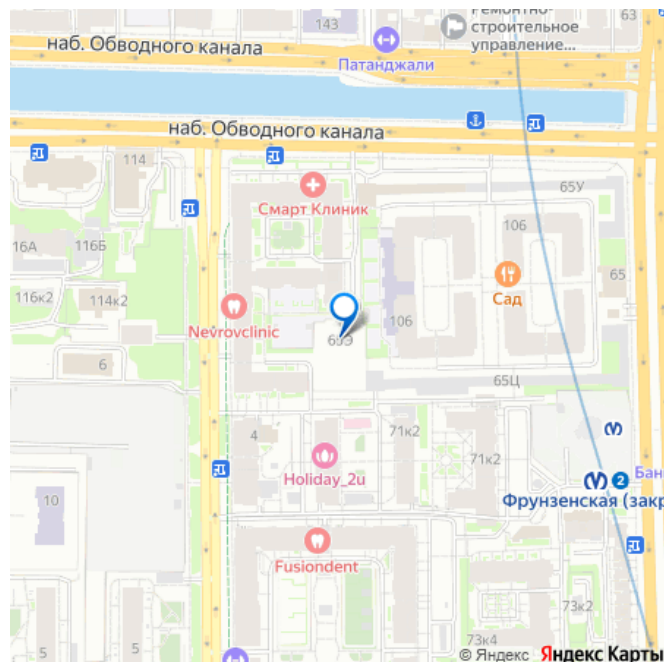 Ремонтно-
строительное
управление...
63
143
наб. Обводного канала
Патанджали
наб. Обводного канала
114
65У
Смарт Клиник
106
16А
116Б
65
Сад
116к2
114к2
Nevrovclinic
106
6
65Ц
4
71к2
71к2
Holiday_2u
2
Бан
10
Фрунзенская (закр
Fusiondent
73к2
5
5
73к4
© Яндекс Яндекс Карты